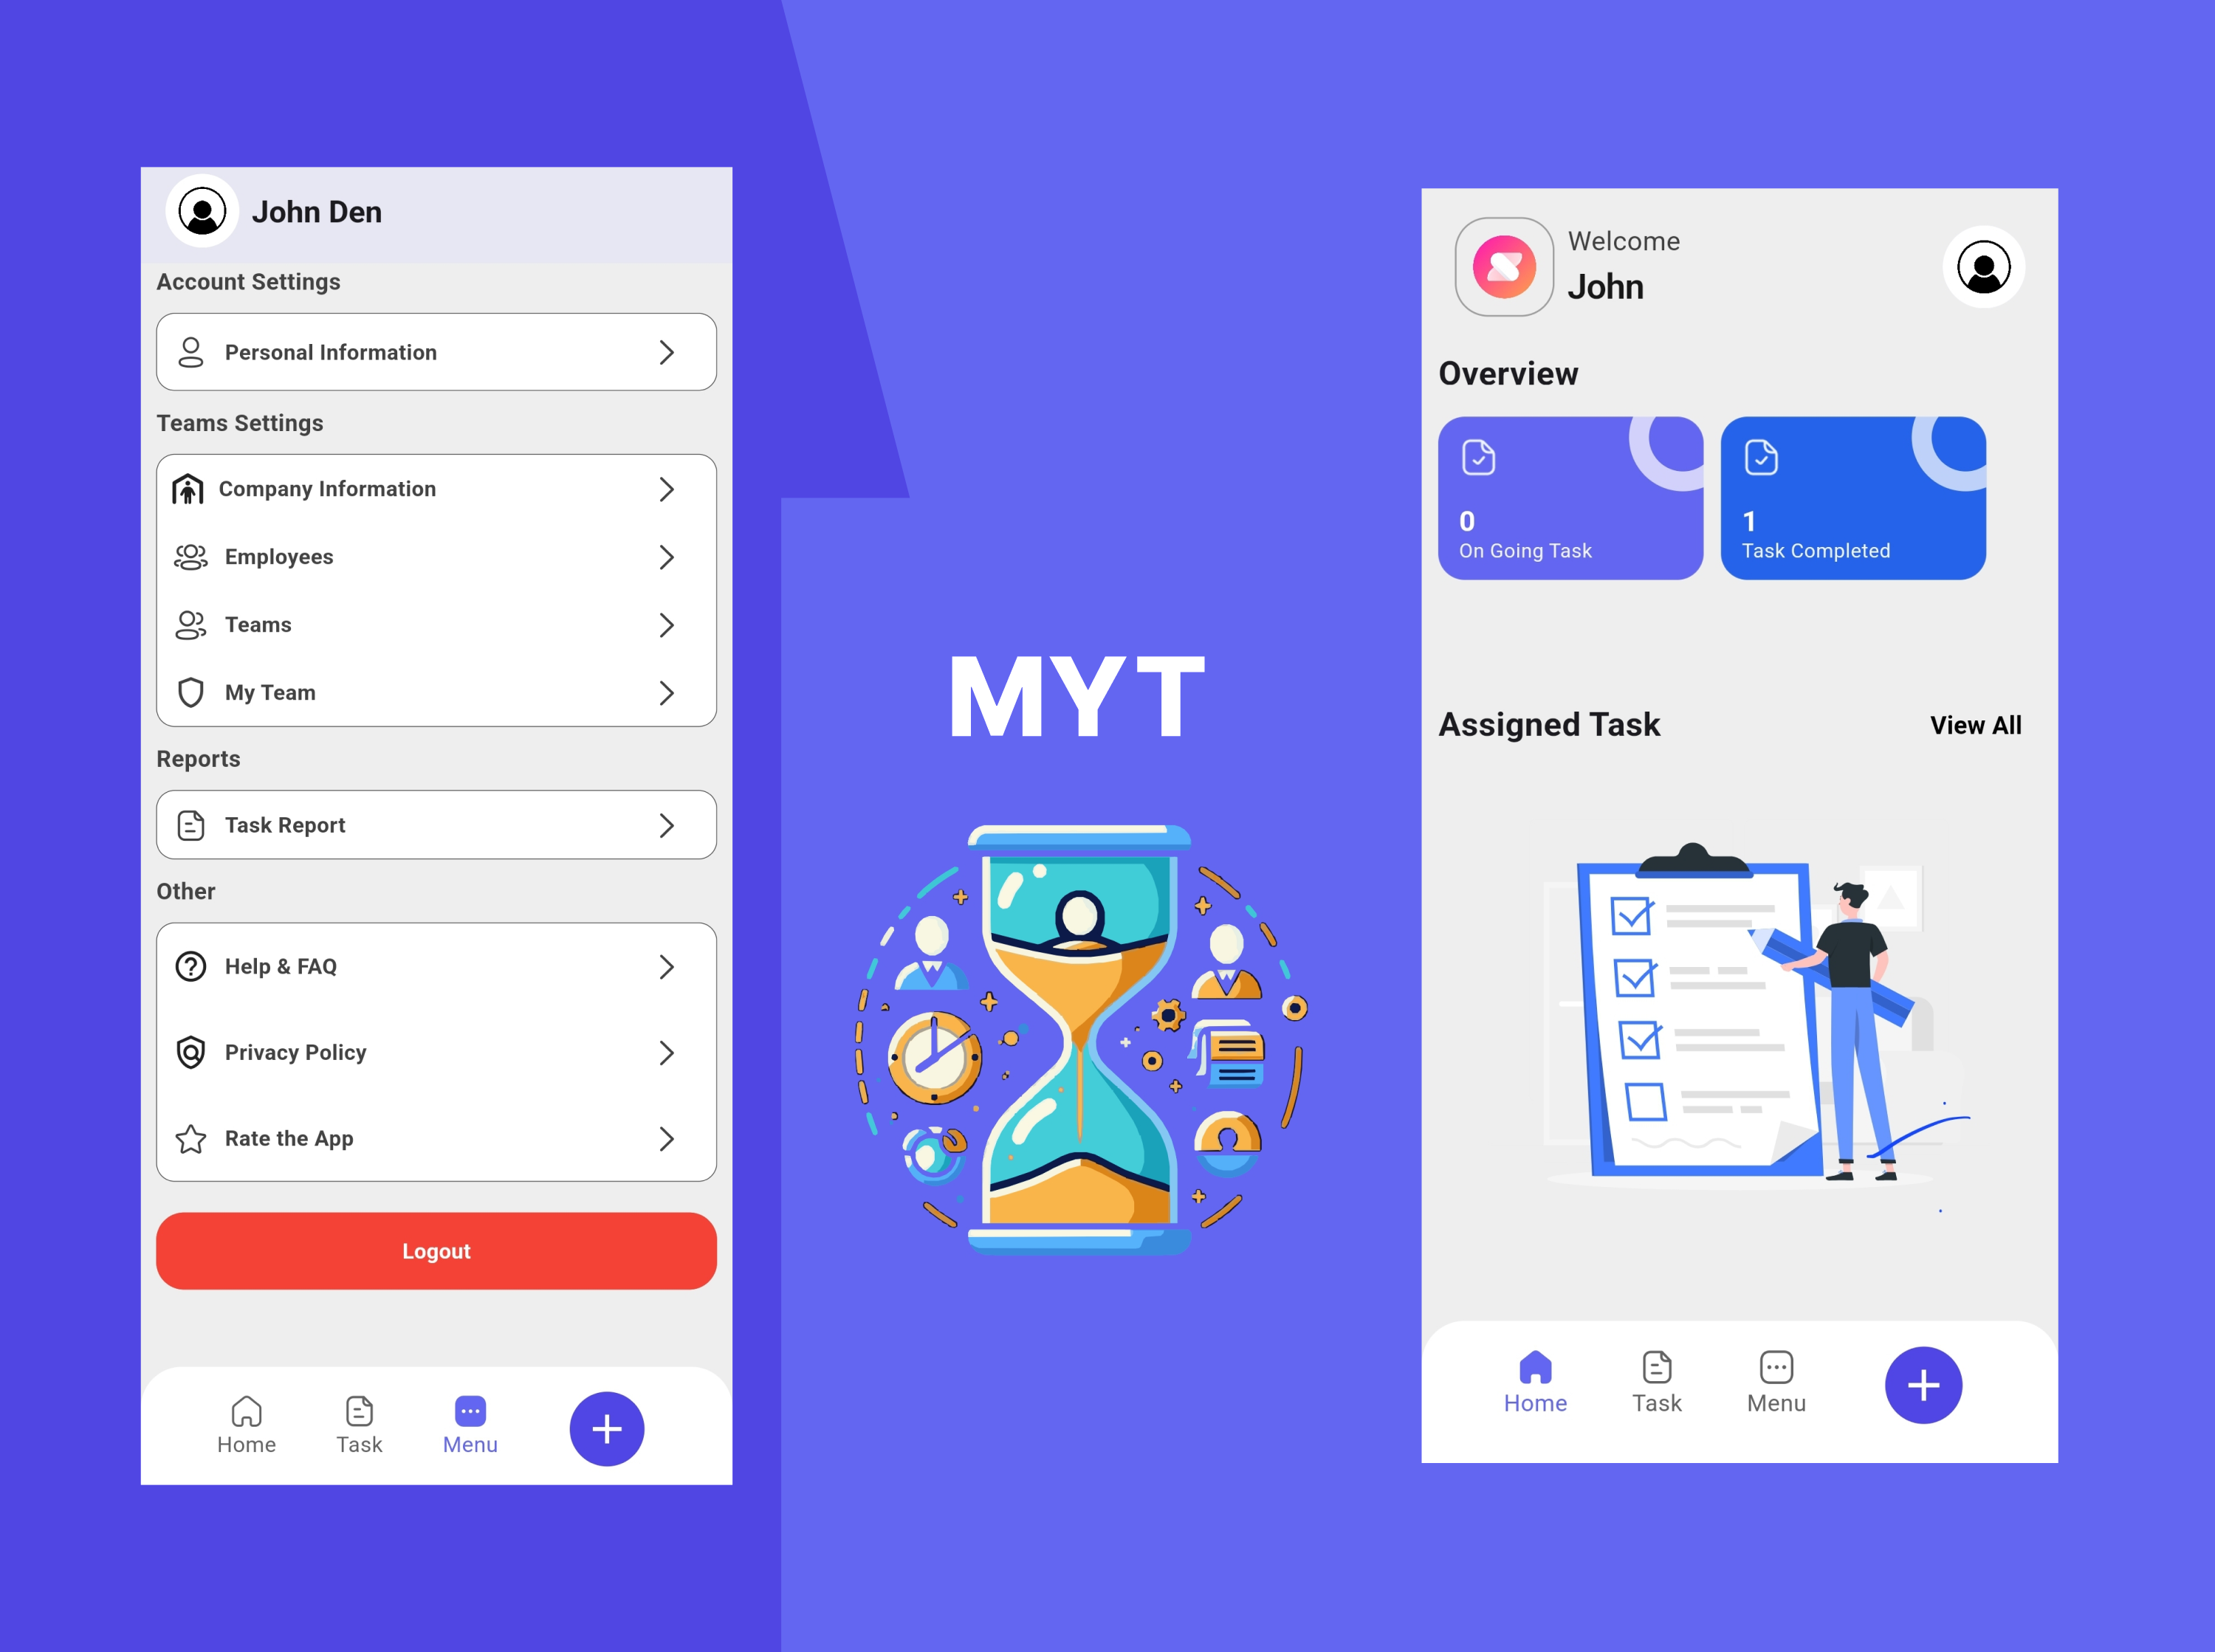 John Den
Account Settings
Personal Information
Teams Settings
Company Information
Employees
Teams
My Team
Reports
Task Report
Other
Help & FAQ
Privacy Policy
Rate the App
Logout
Home
Task
Menu
MYT
Welcome
John
Overview
0
On Going Task
1
Task Completed
Assigned Task
View All
Home
Task
Menu